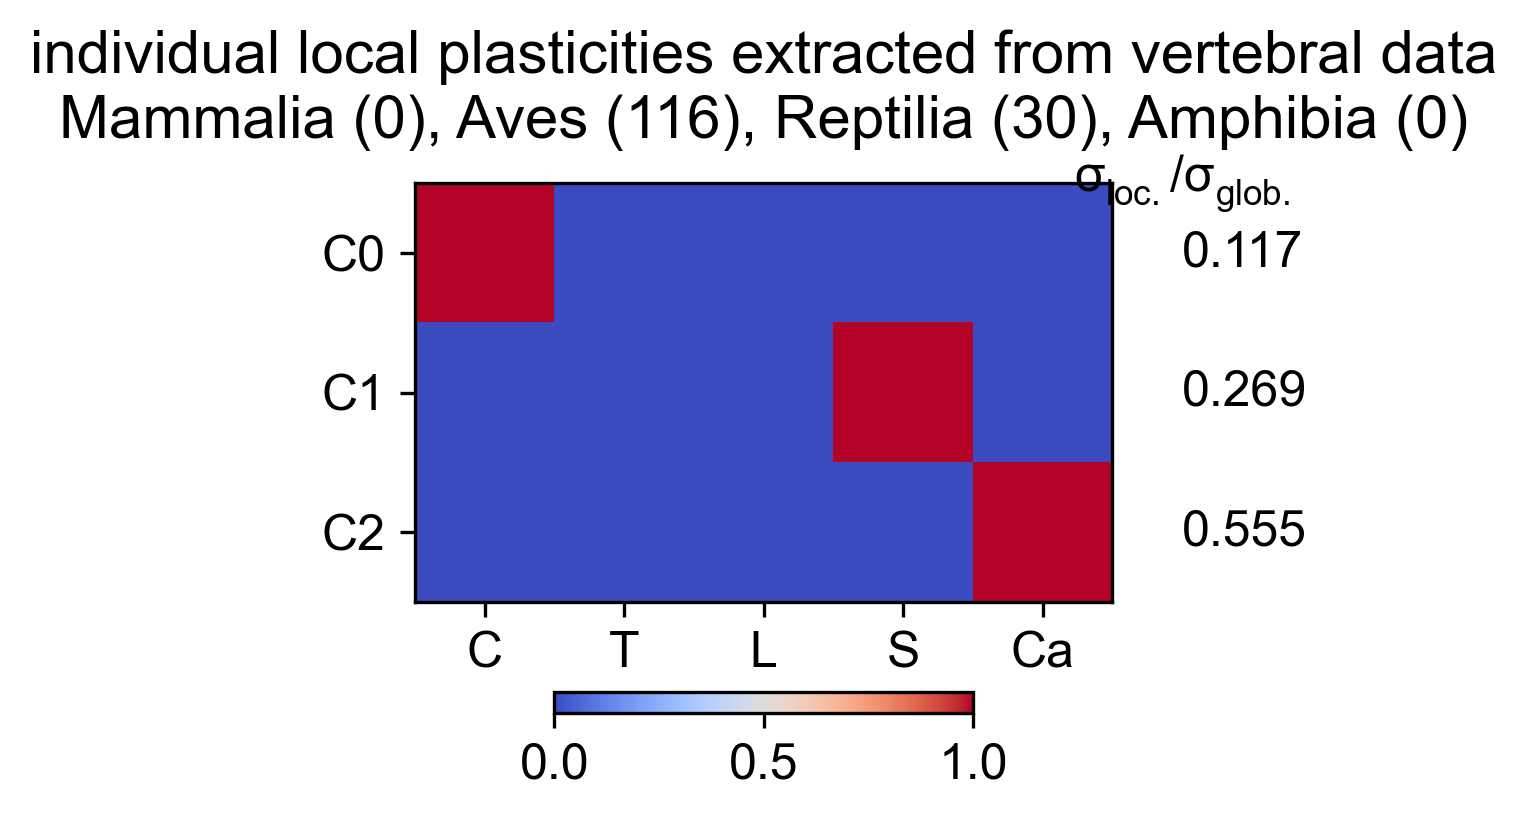 individual local plasticities extracted from vertebral data
Mammalia (0), Aves (116), Reptilia (30), Amphibia (0)
σloc. /σglob.
C0 0.117
C1 0.269
C2 0.555
C T L S Ca
0.0 0.5 1.0